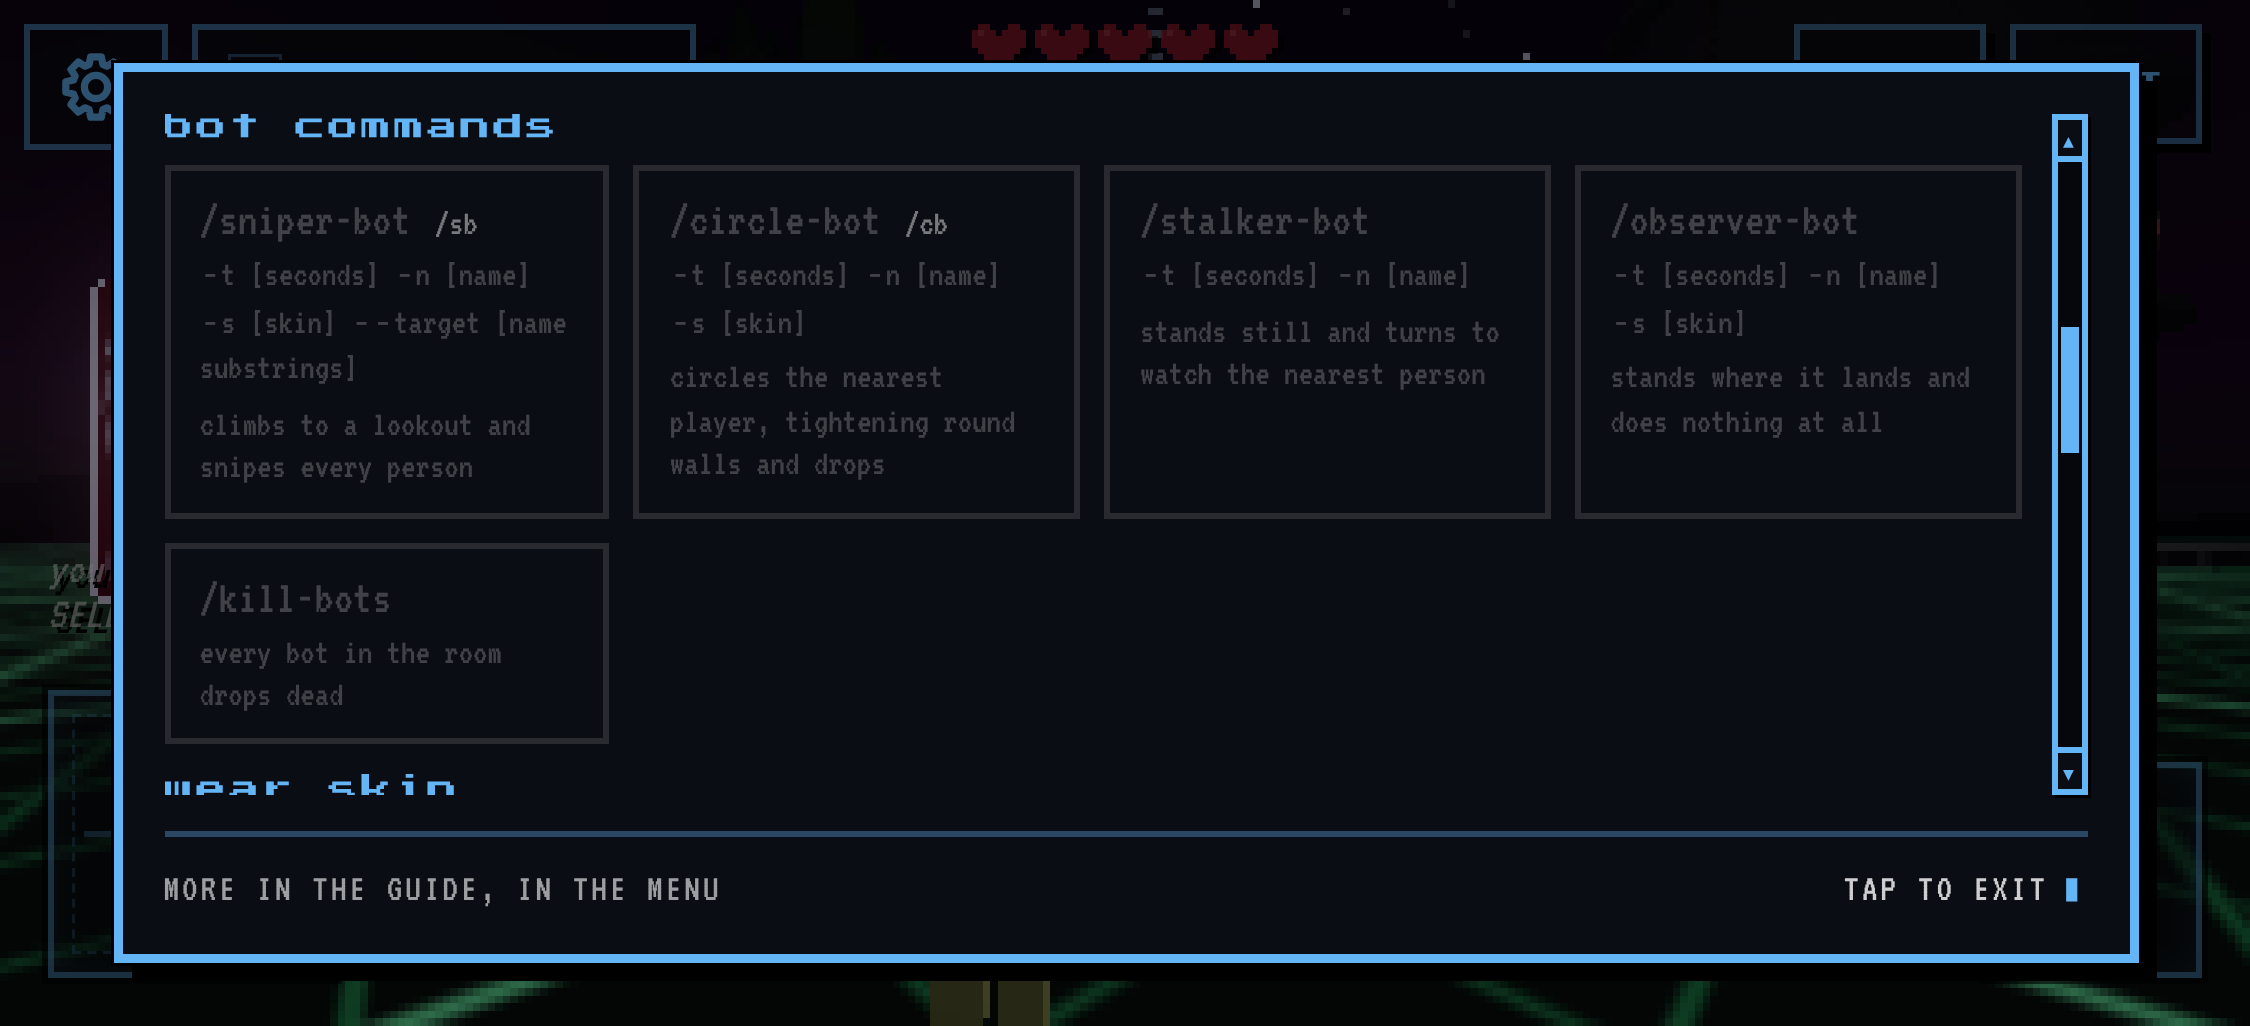 bot commands
/sniper-bot /sb
-t [seconds] -n [name]
-s [skin] --target [name
substrings]
climbs to a lookout and
snipes every person
/circle-bot /cb
-t [seconds] -n [name]
-s [skin]
circles the nearest
player, tightening round
walls and drops
/stalker-bot
-t [seconds] -n [name]
stands still and turns to
watch the nearest person
/observer-bot
-t [seconds] -n [name]
-s [skin]
stands where it lands and
does nothing at all
/kill-bots
every bot in the room
drops dead
you
wear skin
MORE IN THE GUIDE, IN THE MENU
TAP TO EXIT